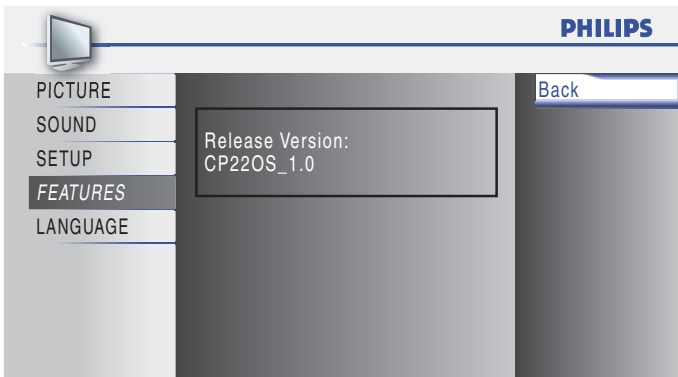 PHILIPS
PICTURE
SOUND
SETUP
FEATURES
LANGUAGE
Release Version:
CP22OS_1.0
Back